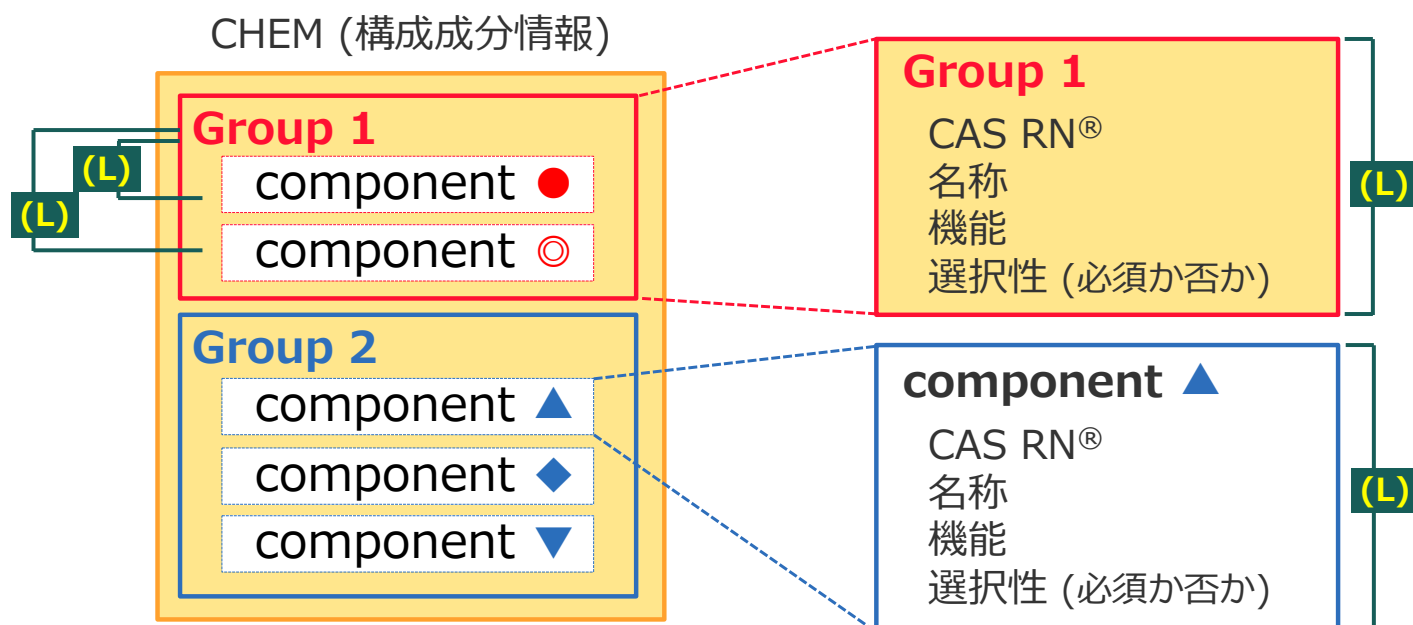 CHEM (構成成分情報)
Group 1
(L)
(L)
component ●
component ◎
Group 2
component ▲
component ◆
component ▼
Group 1
CAS RN®
名称
機能
選択性 (必須か否か)
(L)
component ▲
CAS RN®
名称
機能
選択性 (必須か否か)
(L)